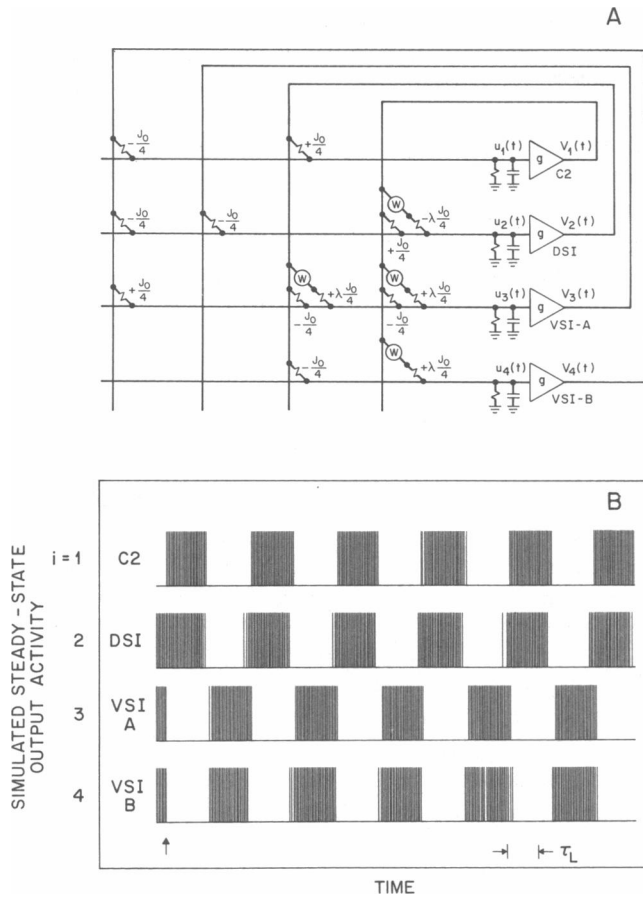 A
-J₀/4 +J₀/4 u₁(t) g V₁(t)
C2
W
-J₀/4 -J₀/4 -λJ₀/4 u₂(t) g V₂(t)
+J₀/4 DSI
W W
+J₀/4 +λJ₀/4 +λJ₀/4 u₃(t) g V₃(t)
-J₀/4 -J₀/4 VSI-A
W
-J₀/4 +λJ₀/4 u₄(t) g V₄(t)
VSI-B
B
SIMULATED STEADY-STATE
OUTPUT ACTIVITY
i=1 C2
2 DSI
3 VSI
A
4 VSI
B
τL
TIME